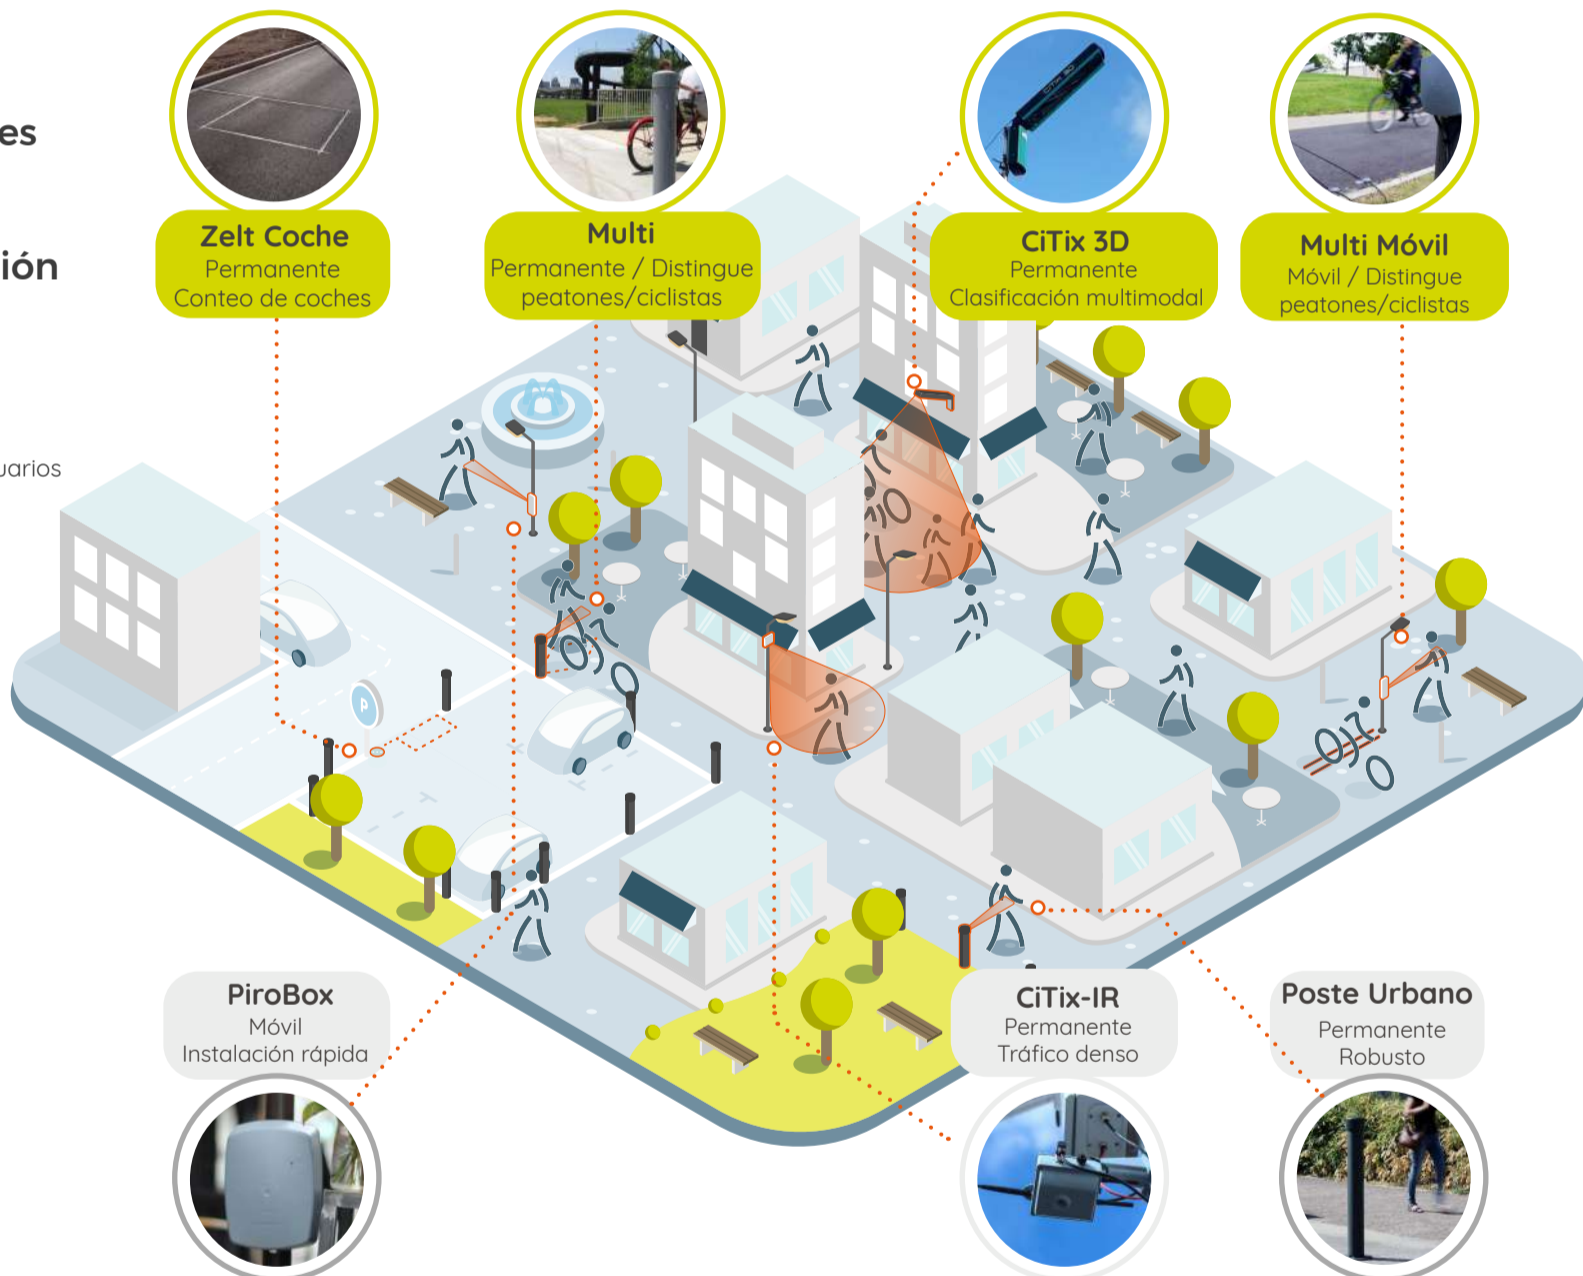 es
ión
uarios
Zelt Coche
Permanente
Conteo de coches
Multi
Permanente / Distingue
peatones/ciclistas
CiTix 3D
Permanente
Clasificación multimodal
Multi Móvil
Móvil / Distingue
peatones/ciclistas
CITIX 3D
P
PiroBox
Móvil
Instalación rápida
CiTix-IR
Permanente
Tráfico denso
Poste Urbano
Permanente
Robusto